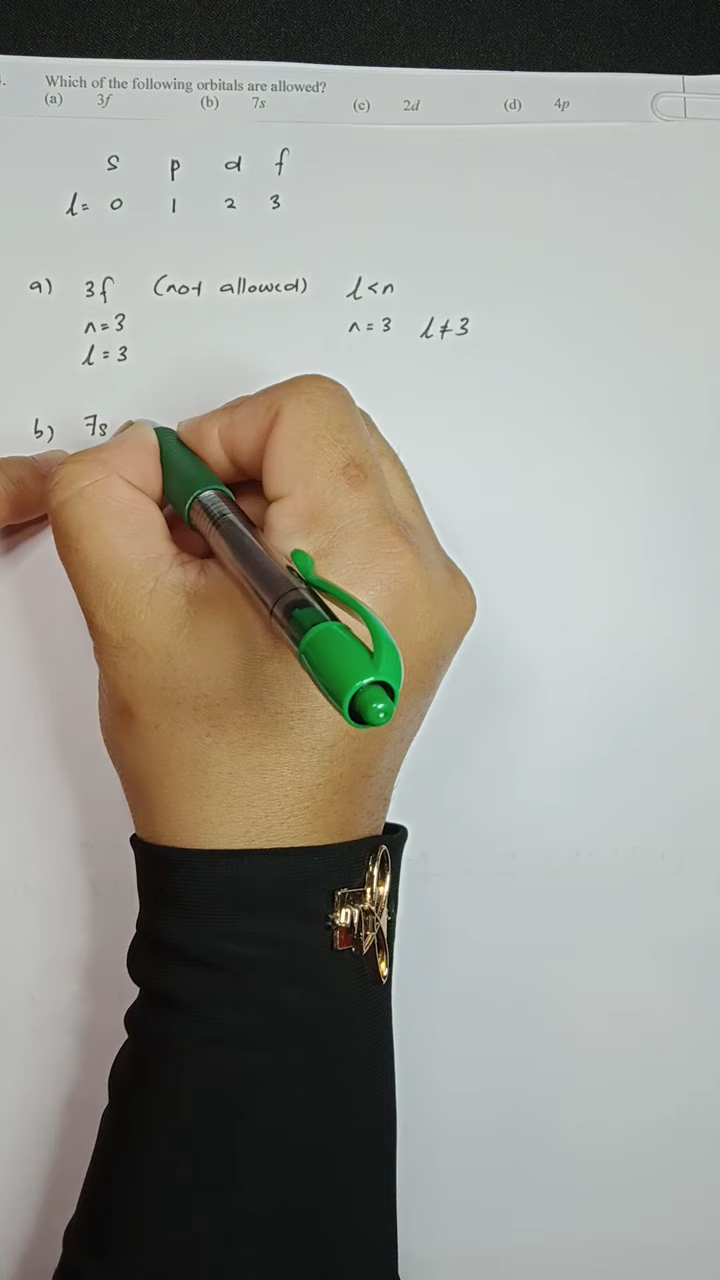 Which of the following orbitals are allowed?
(a) 3f (b) 7s (c) 2d (d) 4p
s p d f
l = 0 1 2 3
a) 3f (not allowed) l < n
n = 3 n = 3 l ≠ 3
l = 3
b) 7s